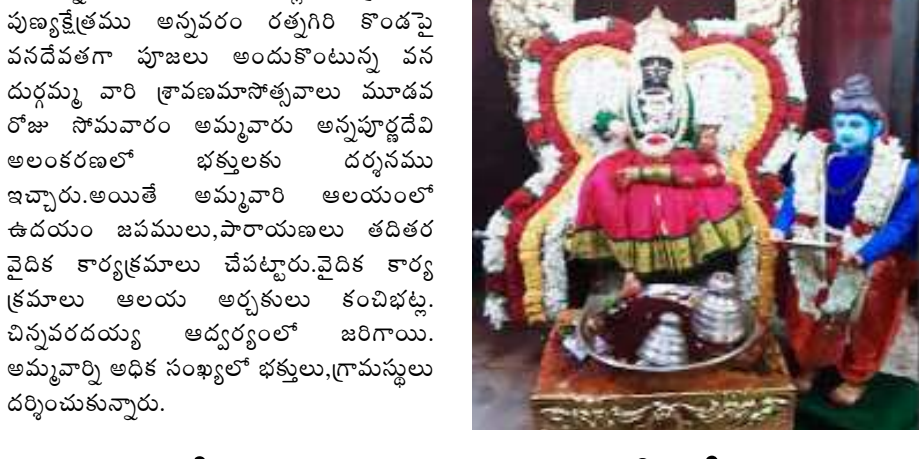 పుణ్యక్షేత్రము అన్నవరం రత్నగిరి కొండపై
వనదేవతగా పూజలు అందుకొంటున్న వన
దుర్గమ్మ వారి శ్రావణమాసోత్సవాలు మూడవ
రోజు సోమవారం అమ్మవారు అన్నపూర్ణదేవి
అలంకరణలో భక్తులకు దర్శనము
ఇచ్చారు.అయితే అమ్మవారి ఆలయంలో
ఉదయం జపములు,పారాయణలు తదితర
వైదిక కార్యక్రమాలు చేపట్టారు.వైదిక కార్య
క్రమాలు ఆలయ అర్చకులు కంచిభట్ల.
చిన్నవరదయ్య ఆద్వర్యంలో జరిగాయి.
అమ్మవార్ని అధిక సంఖ్యలో భక్తులు,గ్రామస్థులు
దర్శించుకున్నారు.